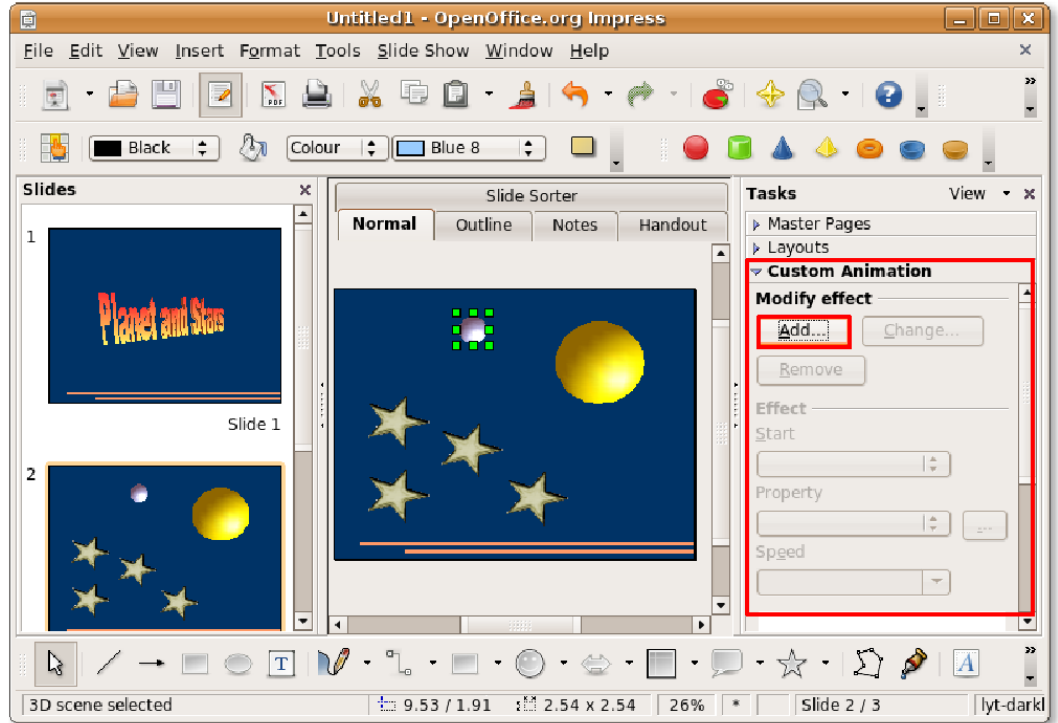 Untitled1 - OpenOffice.org Impress
File Edit View Insert Format Tools Slide Show Window Help
PDF
Black Colour Blue 8
Slides
1
Planet and Stars
Slide 1
2
Slide Sorter
Normal Outline Notes Handout
Tasks View
Master Pages
Layouts
Custom Animation
Modify effect
Add... Change...
Remove
Effect
Start
Property
...
Speed
T A
3D scene selected 9.53 / 1.91 2.54 x 2.54 26% * Slide 2 / 3 lyt-darkl